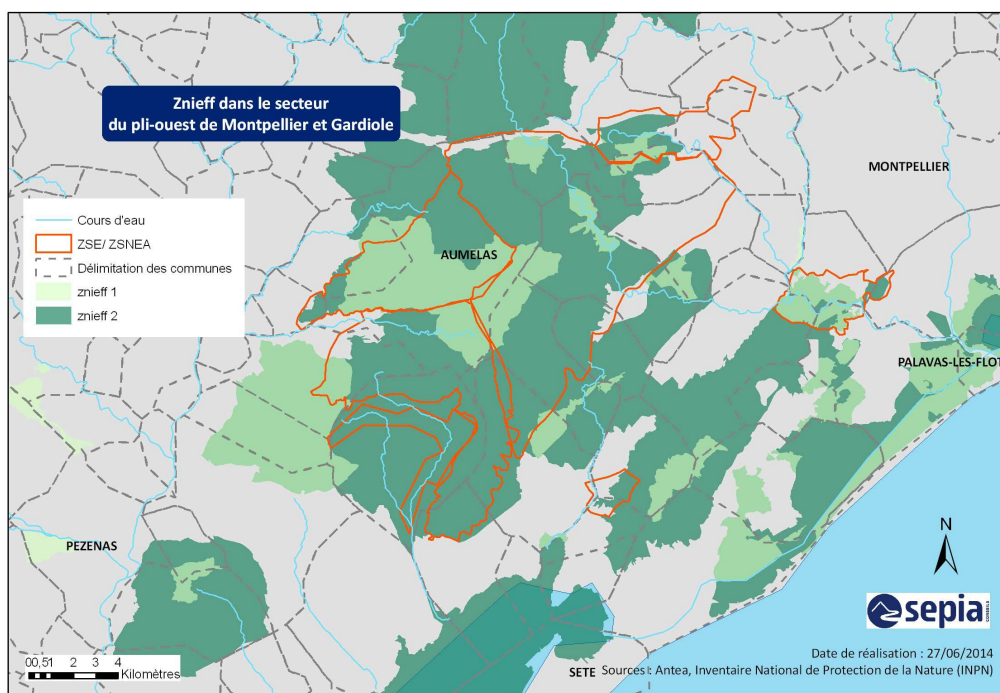 Znieff dans le secteur
du pli-ouest de Montpellier et Gardiole
MONTPELLIER
Cours d'eau
ZSE/ ZSNEA
Délimitation des communes
znieff 1
znieff 2
AUMELAS
PALAVAS-LES-FLOT
PEZENAS
N
sepia
CONSEILS
00,51 2 3 4
Kilomètres
Date de réalisation : 27/06/2014
SETE Sources : Antea, Inventaire National de Protection de la Nature (INPN)